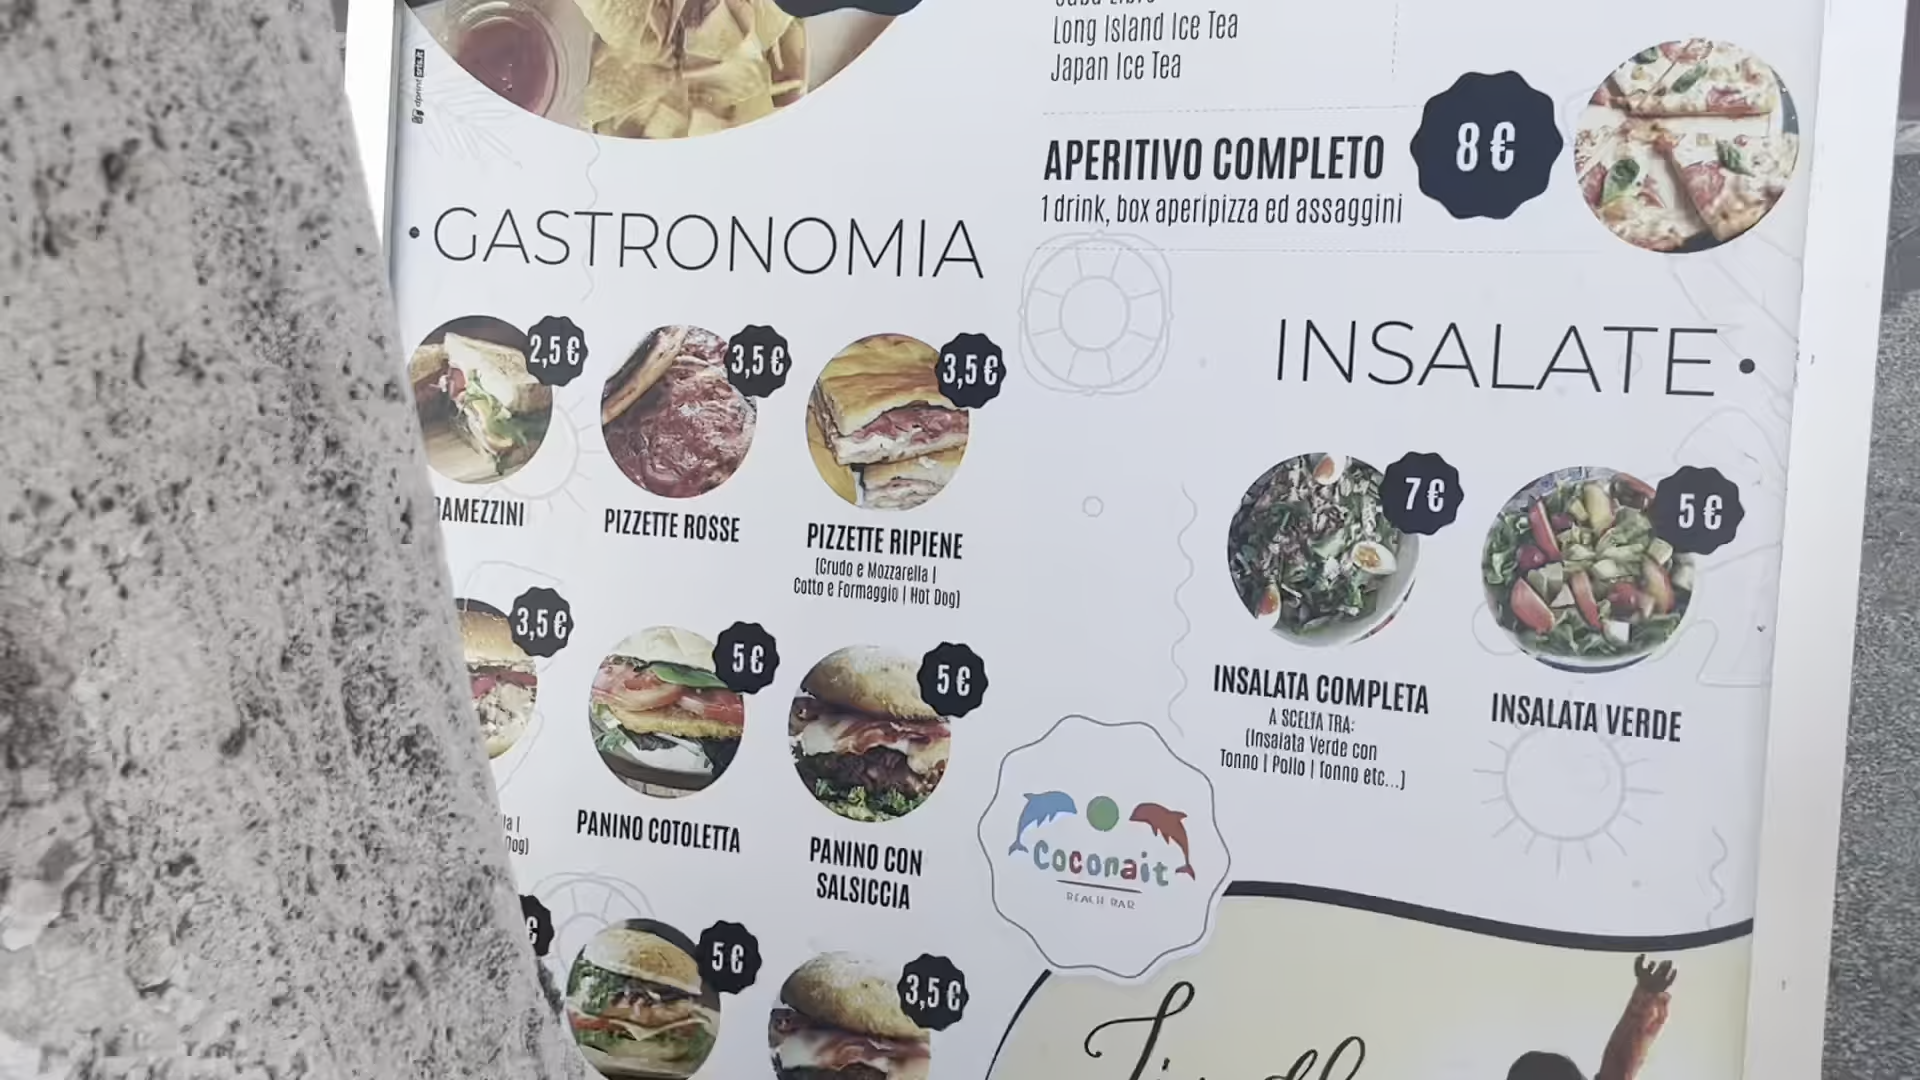 Long Island Ice Tea
Japan Ice Tea
APERITIVO COMPLETO
8 €
1 drink, box aperipizza ed assaggini
• GASTRONOMIA
2,5 €
3,5 €
3,5 €
PIZZETTE ROSSE
PIZZETTE RIPIENE
(Crudo e Mozzarella |
Cotto e Formaggio | Hot Dog)
3,5 €
5 €
5 €
PANINO COTOLETTA
PANINO CON
SALSICCIA
€
5 €
3,5 €
INSALATE •
7 €
5 €
INSALATA COMPLETA
A SCELTA TRA:
(Insalata Verde con
Tonno | Pollo | Tonno etc...)
INSALATA VERDE
Coconait
BEACH BAR